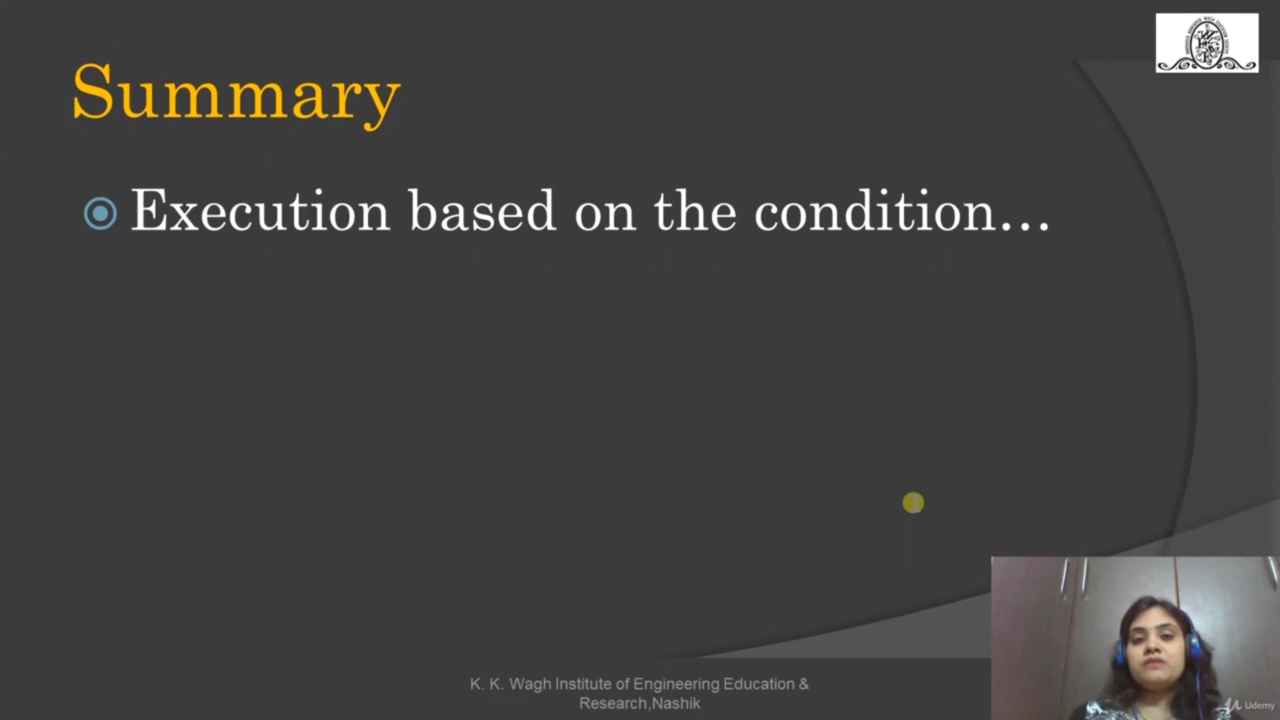 Summary
Execution based on the condition...
K. K. Wagh Institute of Engineering Education &
Research,Nashik
Udemy